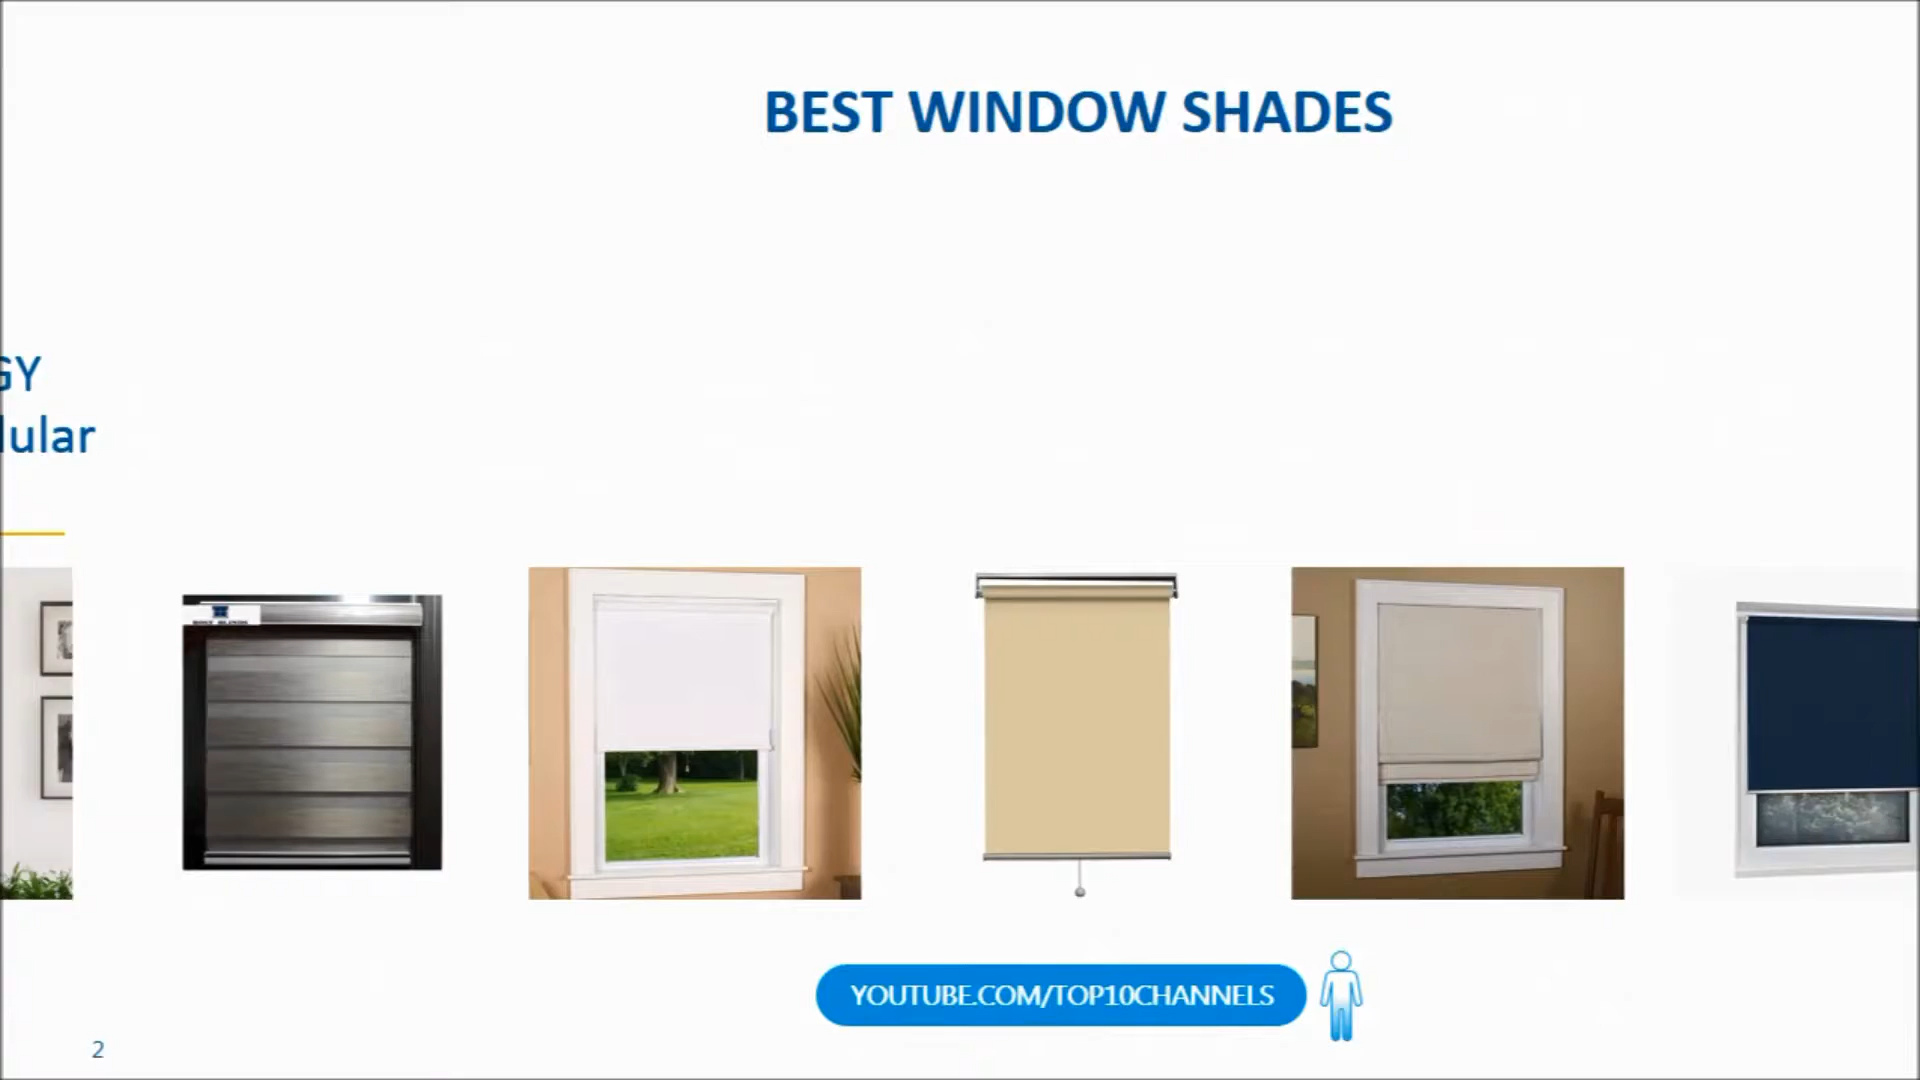 BEST WINDOW SHADES
GY
lular
YOUTUBE.COM/TOP10CHANNELS
2